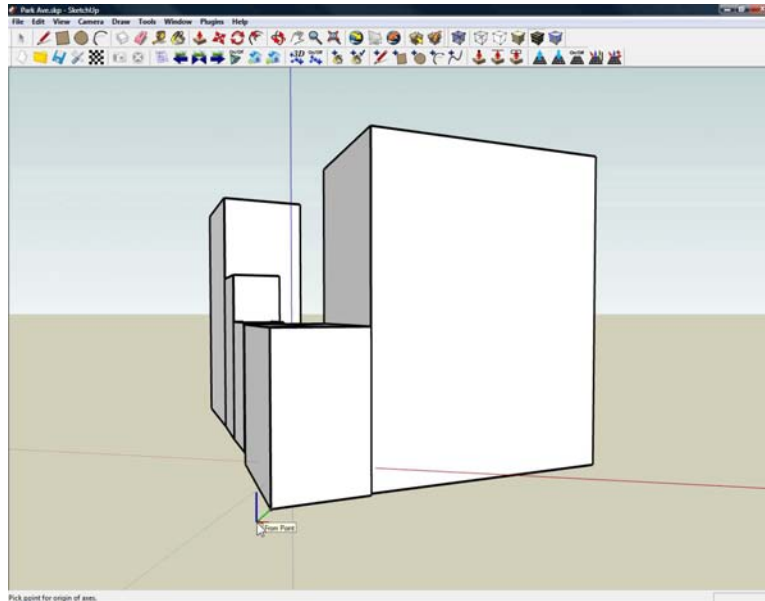 Park Ave.skp - SketchUp
File Edit View Camera Draw Tools Window Plugins Help
From Point
Pick point for origin of axes.